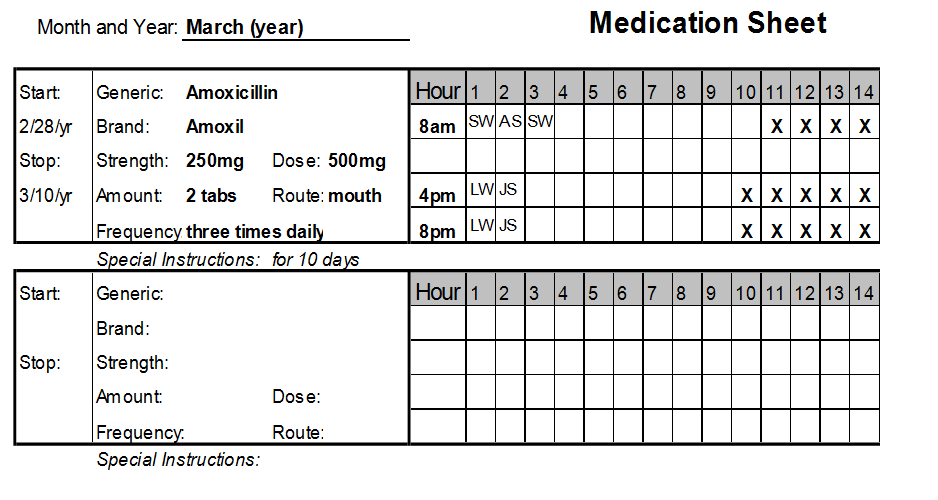 Month and Year: March (year) Medication Sheet
Start: Generic: Amoxicillin Hour 1 2 3 4 5 6 7 8 9 10 11 12 13 14
2/28/yr Brand: Amoxil 8am SW AS SW X X X X
Stop: Strength: 250mg Dose: 500mg
3/10/yr Amount: 2 tabs Route: mouth 4pm LW JS X X X X X
Frequency three times daily 8pm LW JS X X X X X
Special Instructions: for 10 days
Start: Generic: Hour 1 2 3 4 5 6 7 8 9 10 11 12 13 14
Brand:
Stop: Strength:
Amount: Dose:
Frequency: Route:
Special Instructions: